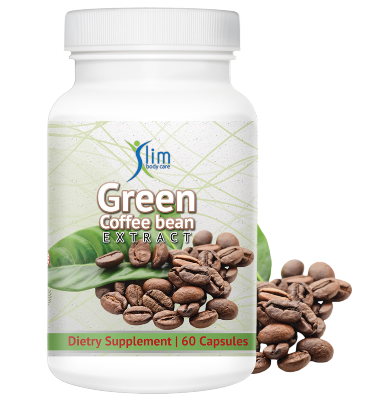 Slim
body care
Green
Coffee bean
EXTRACT
Dietry Supplement | 60 Capsules